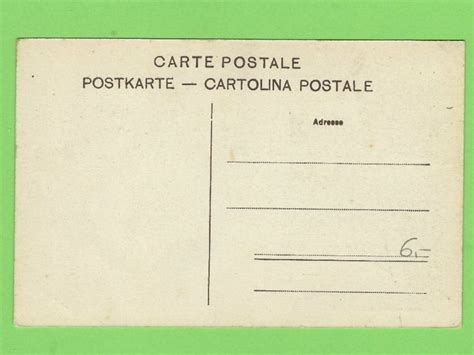 CARTE POSTALE
POSTKARTE — CARTOLINA POSTALE
Adresse
6,-